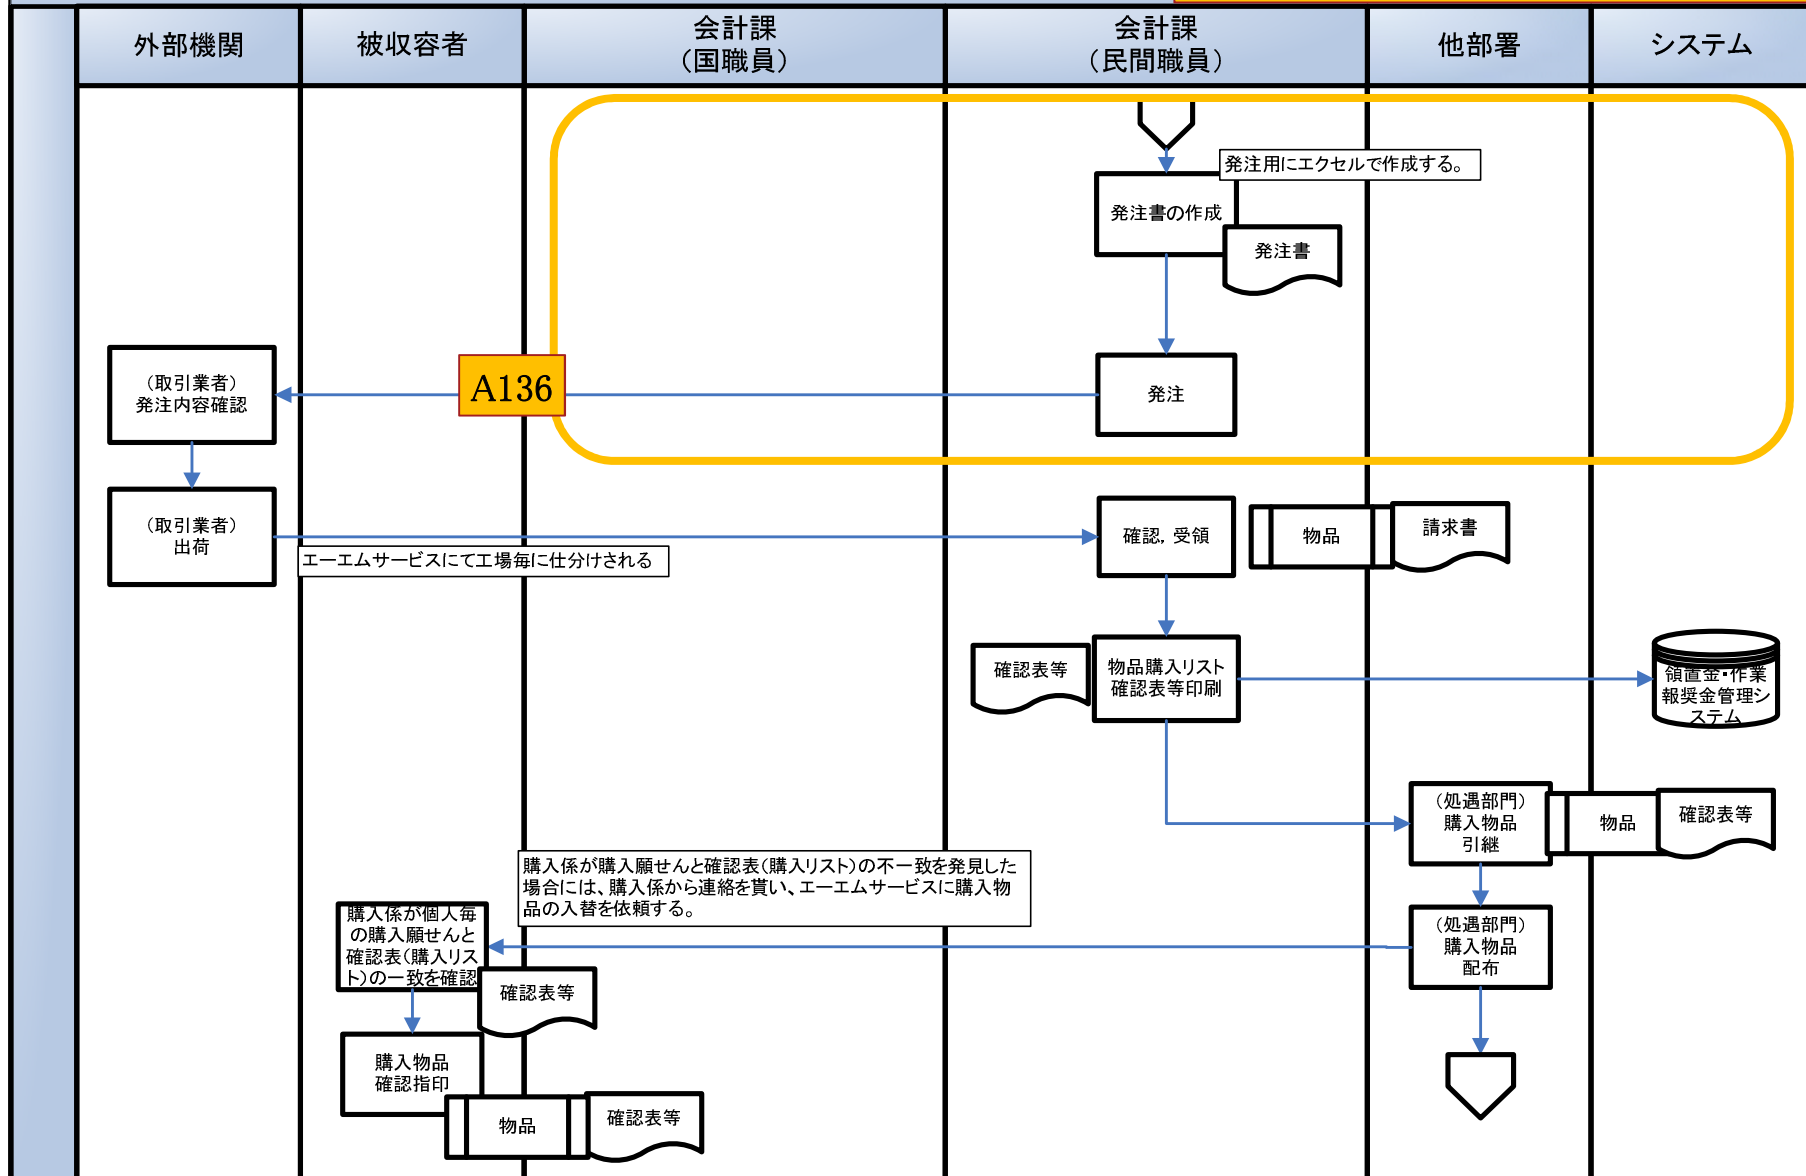 外部機関
被収容者
会計課
（国職員）
会計課
（民間職員）
他部署
システム
発注用にエクセルで作成する。
発注書の作成
発注書
（取引業者）
発注内容確認
A136
発注
（取引業者）
出荷
エーエムサービスにて工場毎に仕分けされる
確認，受領
物品
請求書
確認表等
物品購入リスト
確認表等印刷
領置金・作業
報奨金管理シ
ステム
（処遇部門）
購入物品
引継
物品
確認表等
購入係が購入願せんと確認表（購入リスト）の不一致を発見した
場合には、購入係から連絡を貰い、エーエムサービスに購入物
品の入替を依頼する。
購入係が個人毎
の購入願せんと
確認表（購入リス
ト）の一致を確認
確認表等
（処遇部門）
購入物品
配布
購入物品
確認指印
物品
確認表等